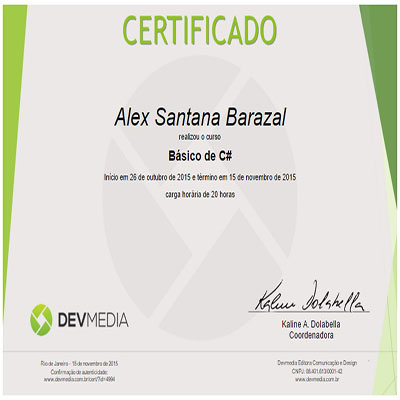 CERTIFICADO
Alex Santana Barazal
realizou o curso
Básico de C#
Início em 26 de outubro de 2015 e término em 15 de novembro de 2015
carga horária de 20 horas
DEVMEDIA
Kaline Dolabella
Kaline A. Dolabella
Coordenadora
Rio de Janeiro - 15 de novembro de 2015
Confirmação de autenticidade:
www.devmedia.com.br/cert/?id=4994
Devmedia Editora Comunicação e Design
CNPJ: 08.401.613/0001-42
www.devmedia.com.br